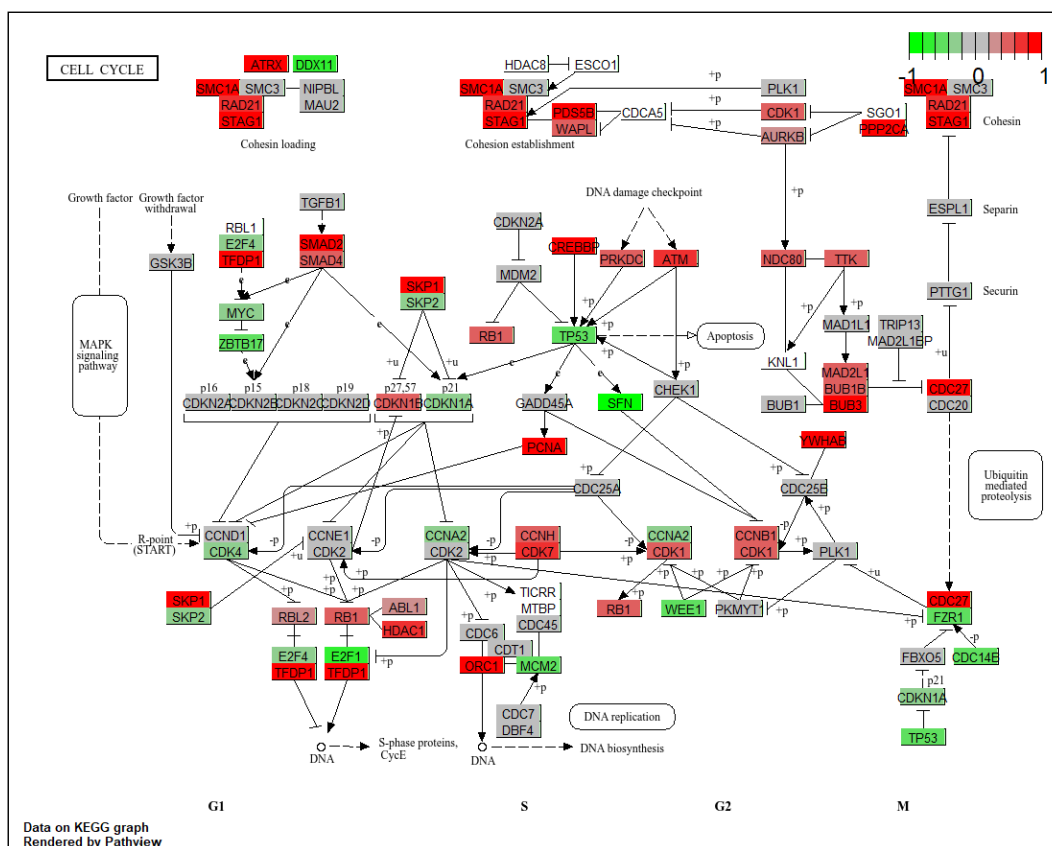 CELL CYCLE
ATRX DDX11
SMC1A SMC3 NIPBL
RAD21 MAU2
STAG1
Cohesin loading
HDAC8 ESCO1
SMC1A SMC3
RAD21 PDS5B CDCA5
STAG1 WAPL
Cohesion establishment
+p
PLK1
+p
CDK1 SGO1
+p
AURKB PPP2CA
-1 0 1
SMC1A SMC3
RAD21
STAG1 Cohesin
Growth factor Growth factor
withdrawal
GSK3B
MAPK
signaling
pathway
R-point
(START)
RBL1
E2F4
TFDP1
e
MYC
ZBTB17
e
TGFB1
SMAD2
SMAD4
e
e
SKP1
SKP2
+u +u
DNA damage checkpoint
CDKN2A
MDM2
RB1
CREBBP PRKDC ATM
+p +p +p
TP53
+p
Apoptosis
+p
e e
GADD45A SFN CHEK1
PCNA
+p
NDC80 TTK
+p +p
MAD1L1
KNL1
TRIP13
MAD2L1BP
MAD2L1
BUB1B
BUB1 BUB3
ESPL1 Separin
PTTG1 Securin
+u
CDC27
CDC20
p16 p15 p18 p19 p27,57 p21
CDKN2A CDKN2B CDKN2C CDKN2D CDKN1B CDKN1A
+p
+p +p
YWHAB
CDC25A CDC25B
Ubiquitin
mediated
proteolysis
+p -p -p -p -p -p
CCND1 CCNE1 CCNA2 CCNH CCNA2 CCNB1
CDK4 CDK2 CDK2 CDK7 CDK1 CDK1 PLK1
+p +p +p
+u +u
+p +p +p +p +p +p +p +p +p +p
SKP1
SKP2
RBL2 RB1 ABL1
HDAC1
E2F4 E2F1
TFDP1 TFDP1
+p
TICRR
MTBP
CDC6 CDC45
CDT1
ORC1 MCM2
+p
CDC7
DBF4
RB1 WEE1 PKMYT1
CDC27
FZR1
-p
FBXO5 CDC14B
p21
CDKN1A
TP53
DNA replication
DNA
S-phase proteins,
CycE
DNA
DNA biosynthesis
G1 S G2 M
Data on KEGG graph
Rendered by Pathview